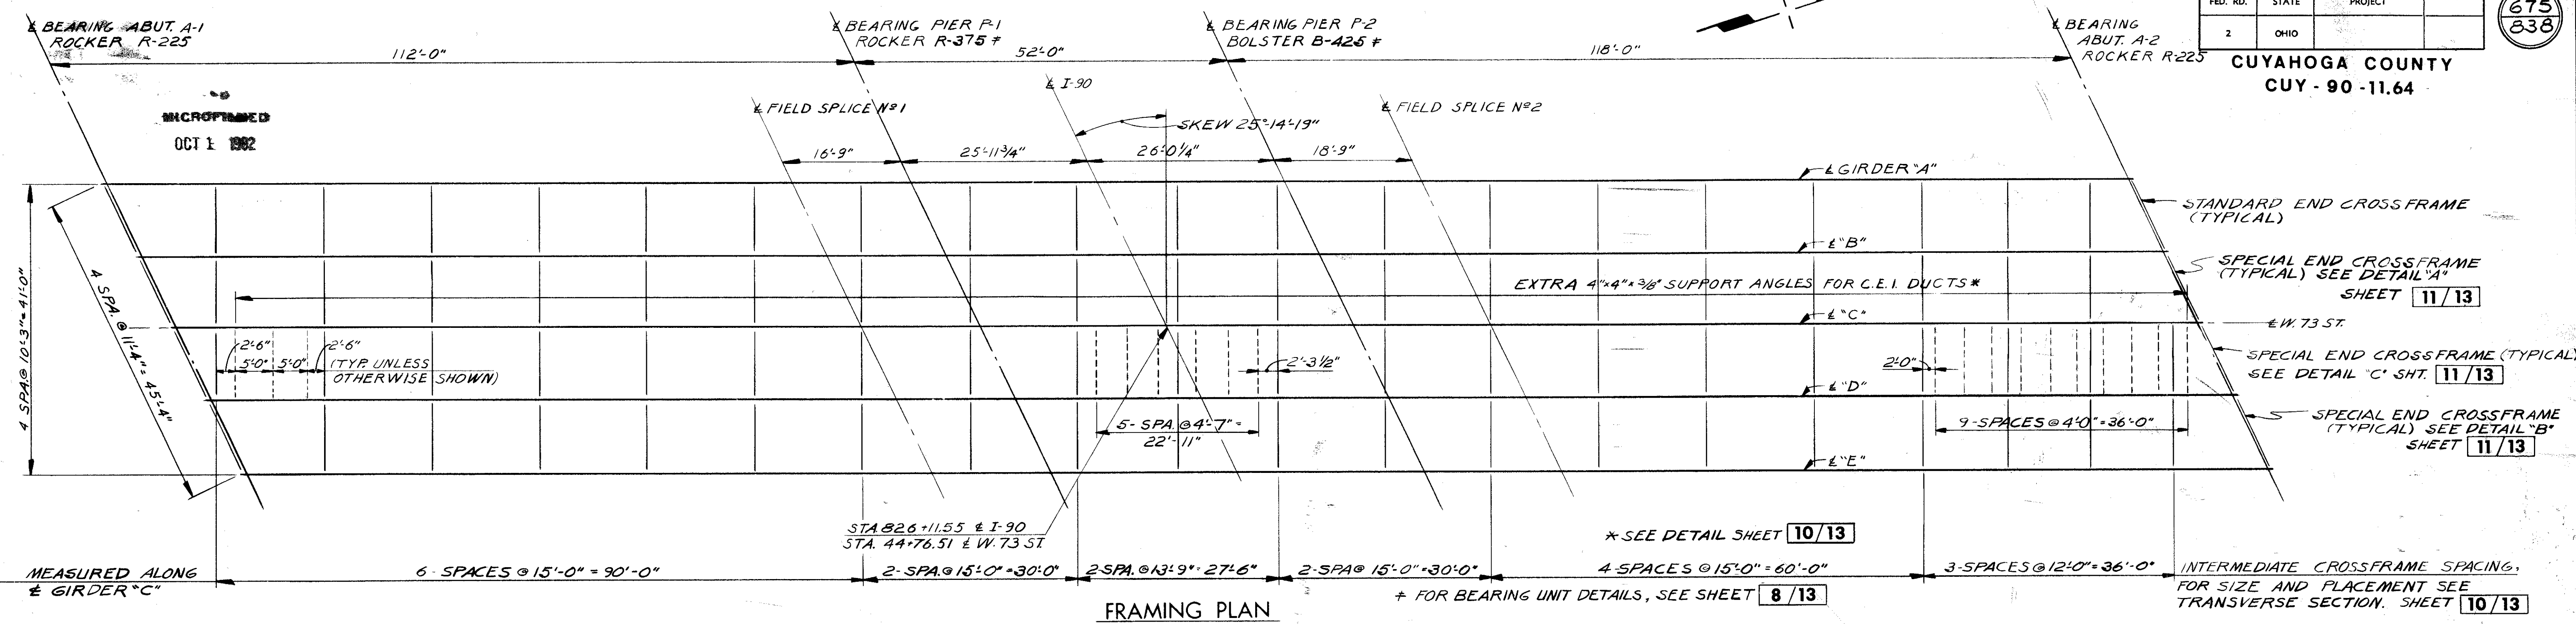 ℄ BEARING ABUT. A-1
ROCKER R-225
112'-0"
℄ BEARING PIER P-1
ROCKER R-375 ‡
52'-0"
℄ BEARING PIER P-2
BOLSTER B-425 ‡
118'-0"
℄ BEARING
ABUT. A-2
ROCKER R-225
FED. RD. STATE PROJECT
2 OHIO
675
838
CUYAHOGA COUNTY
CUY-90-11.64
MICROFILMED
OCT 1 1982
℄ FIELD SPLICE Nº1
℄ I-90
SKEW 25°-14'-19"
℄ FIELD SPLICE Nº2
16'-9"
25'-11 3/4"
26'-0 1/4"
18'-9"
℄ GIRDER "A"
STANDARD END CROSSFRAME
(TYPICAL)
℄ "B"
SPECIAL END CROSSFRAME
(TYPICAL) SEE DETAIL "A"
SHEET 11/13
EXTRA 4"x4"x3/8" SUPPORT ANGLES FOR C.E.I. DUCTS *
℄ "C"
℄ W. 73 ST.
4 SPA. @ 10'-3" = 41'-0"
4 SPA. @ 11'-4" = 45'-4"
2'-6"
5'-0" 5'-0"
2'-6"
(TYP. UNLESS
OTHERWISE SHOWN)
2'-3 1/2"
2'-0"
SPECIAL END CROSSFRAME (TYPICAL)
SEE DETAIL "C" SHT. 11/13
℄ "D"
5-SPA. @ 4'-7" =
22'-11"
9-SPACES @ 4'-0" = 36'-0"
SPECIAL END CROSSFRAME
(TYPICAL) SEE DETAIL "B"
SHEET 11/13
℄ "E"
STA. 826+11.55 ℄ I-90
STA. 44+76.51 ℄ W. 73 ST.
* SEE DETAIL SHEET 10/13
MEASURED ALONG
℄ GIRDER "C"
6-SPACES @ 15'-0" = 90'-0"
2-SPA. @ 15'-0" = 30'-0"
2-SPA. @ 13'-9" = 27'-6"
2-SPA @ 15'-0" = 30'-0"
4-SPACES @ 15'-0" = 60'-0"
3-SPACES @ 12'-0" = 36'-0"
INTERMEDIATE CROSSFRAME SPACING,
FOR SIZE AND PLACEMENT SEE
TRANSVERSE SECTION. SHEET 10/13
‡ FOR BEARING UNIT DETAILS, SEE SHEET 8/13
FRAMING PLAN